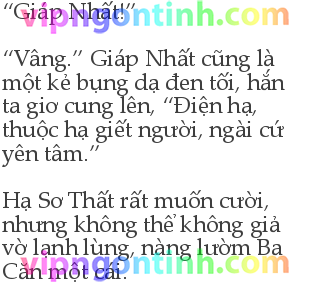 “Giáp Nhất!”
vipngontinh.com
“Vâng.” Giáp Nhất cũng là
một kẻ bụng dạ đen tối, hắn
ta giơ cung lên, “Điện hạ,
thuộc hạ giết người, ngài cứ
yên tâm.”
Hạ Sơ Thất rất muốn cười,
nhưng không thể không giả
vờ lạnh lùng, nàng lườm Ba
Căn một cái.
vipngontinh.com